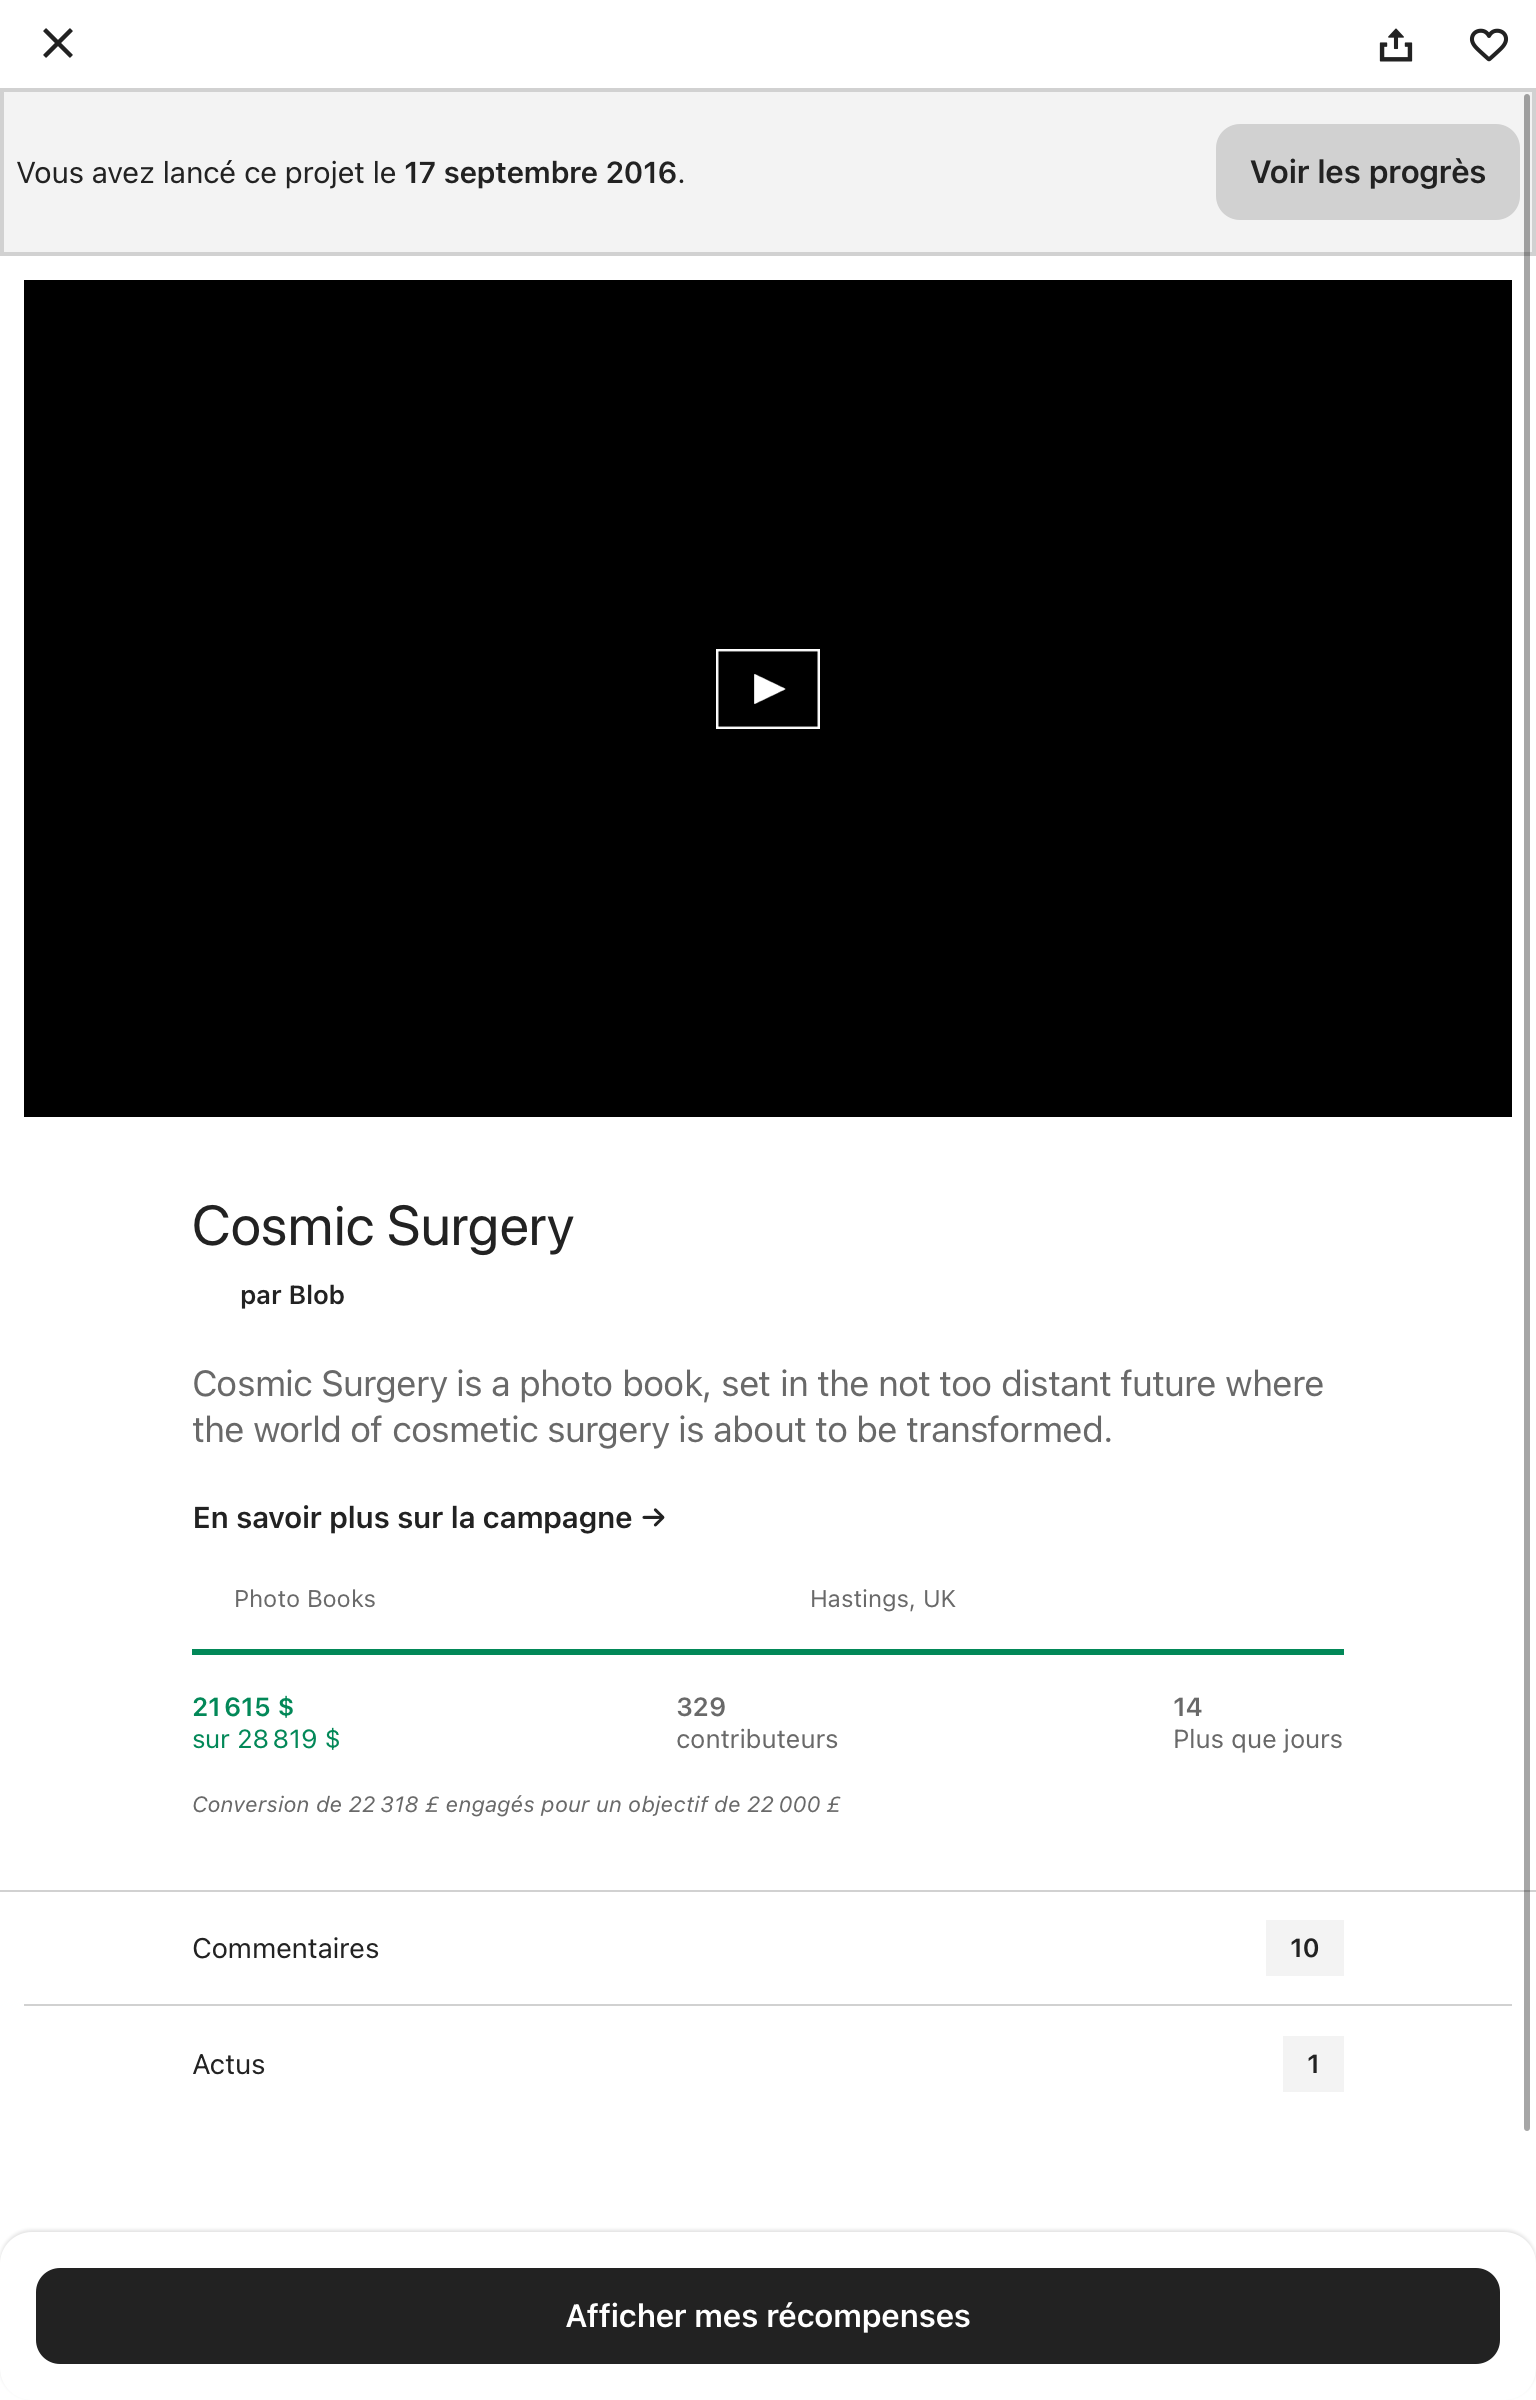 Vous avez lancé ce projet le 17 septembre 2016.
Voir les progrès
Cosmic Surgery
par Blob
Cosmic Surgery is a photo book, set in the not too distant future where
the world of cosmetic surgery is about to be transformed.
En savoir plus sur la campagne →
Photo Books
Hastings, UK
21 615 $
sur 28 819 $
329
contributeurs
14
Plus que jours
Conversion de 22 318 £ engagés pour un objectif de 22 000 £
Commentaires
10
Actus
1
Afficher mes récompenses